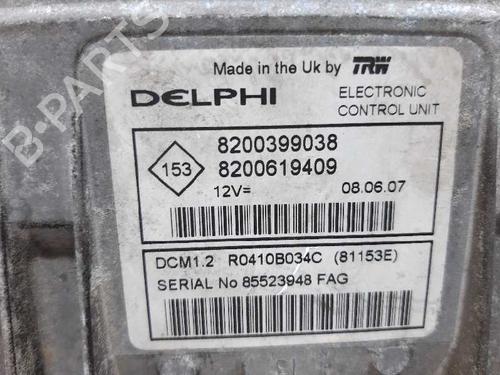 B-PARTS
Made in the Uk by TRW
DELPHI
ELECTRONIC
CONTROL UNIT
153
8200399038
8200619409
12V= 08.06.07
DCM1.2 R0410B034C (81153E)
SERIAL No 85523948 FAG